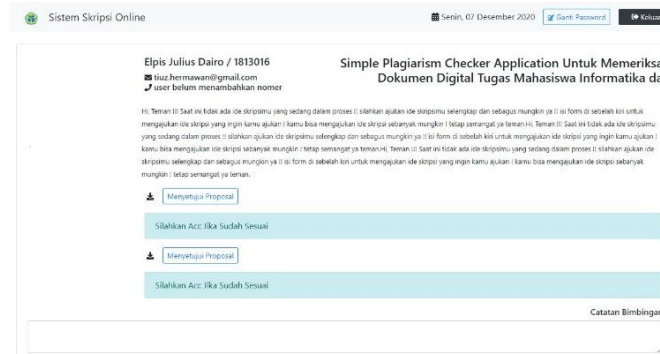 Sistem Skripsi Online
Senin, 07 Desember 2020
Ganti Password
Keluar
Elpis Julius Dairo / 1813016
tiuz.hermawan@gmail.com
user belum menambahkan nomer
Simple Plagiarism Checker Application Untuk Memeriksa
Dokumen Digital Tugas Mahasiswa Informatika da
Hi, Teman !!! Saat ini tidak ada ide skripsimu yang sedang dalam proses !! silahkan ajukan ide skripsimu selengkap dan sebagus mungkin ya !! isi form di sebelah kiri untuk
mengajukan ide skripsi yang ingin kamu ajukan ! kamu bisa mengajukan ide skripsi sebanyak mungkin ! tetap semangat ya teman.Hi, Teman !!! Saat ini tidak ada ide skripsimu
yang sedang dalam proses !! silahkan ajukan ide skripsimu selengkap dan sebagus mungkin ya !! isi form di sebelah kiri untuk mengajukan ide skripsi yang ingin kamu ajukan !
kamu bisa mengajukan ide skripsi sebanyak mungkin ! tetap semangat ya teman.Hi, Teman !!! Saat ini tidak ada ide skripsimu yang sedang dalam proses !! silahkan ajukan ide
skripsimu selengkap dan sebagus mungkin ya !! isi form di sebelah kiri untuk mengajukan ide skripsi yang ingin kamu ajukan ! kamu bisa mengajukan ide skripsi sebanyak
mungkin ! tetap semangat ya teman.
Menyetujui Proposal
Silahkan Acc Jika Sudah Sesuai
Menyetujui Proposal
Silahkan Acc Jika Sudah Sesuai
Catatan Bimbingan